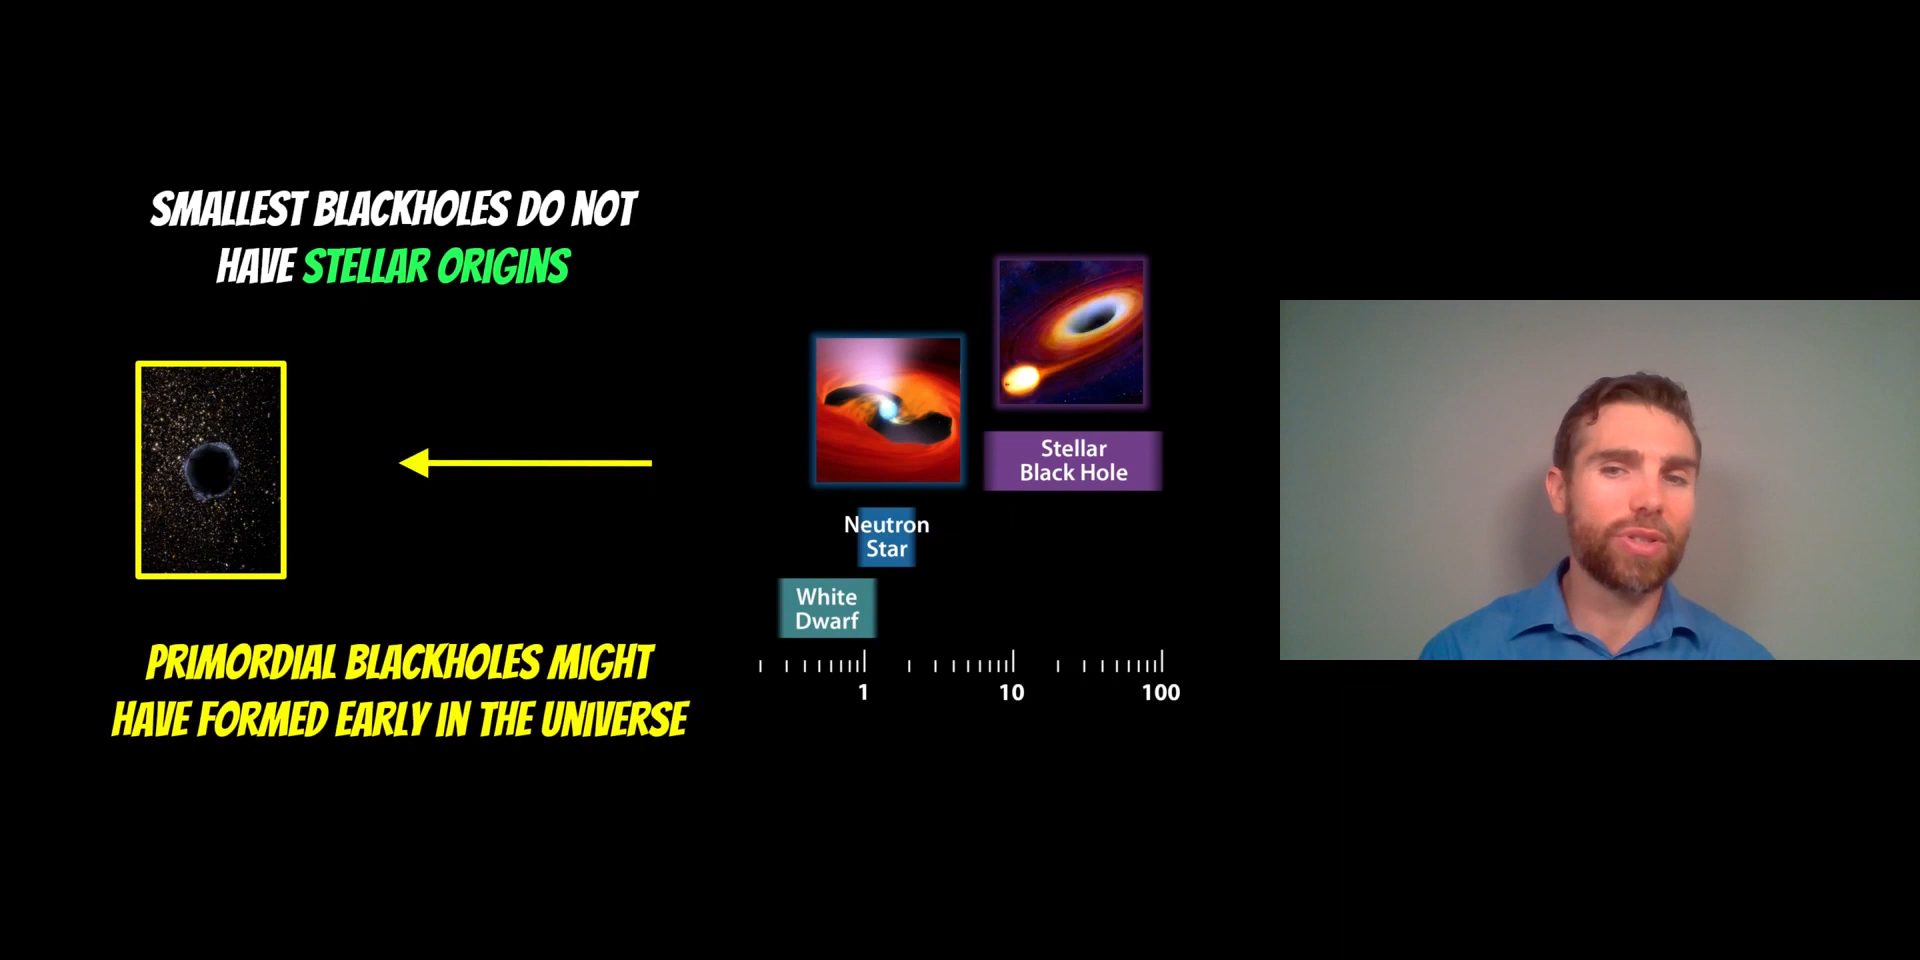 SMALLEST BLACKHOLES DO NOT
HAVE STELLAR ORIGINS
PRIMORDIAL BLACKHOLES MIGHT
HAVE FORMED EARLY IN THE UNIVERSE
Stellar
Black Hole
Neutron
Star
White
Dwarf
1 10 100